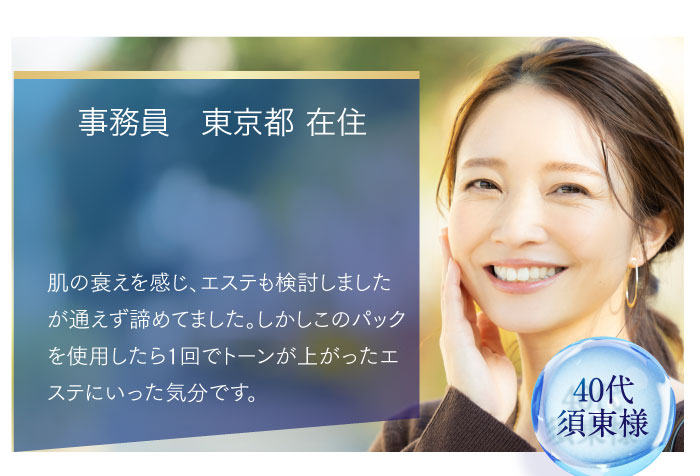 事務員　東京都 在住
肌の衰えを感じ、エステも検討しました
が通えず諦めてました。しかしこのパック
を使用したら1回でトーンが上がったエ
ステにいった気分です。
40代
須東様